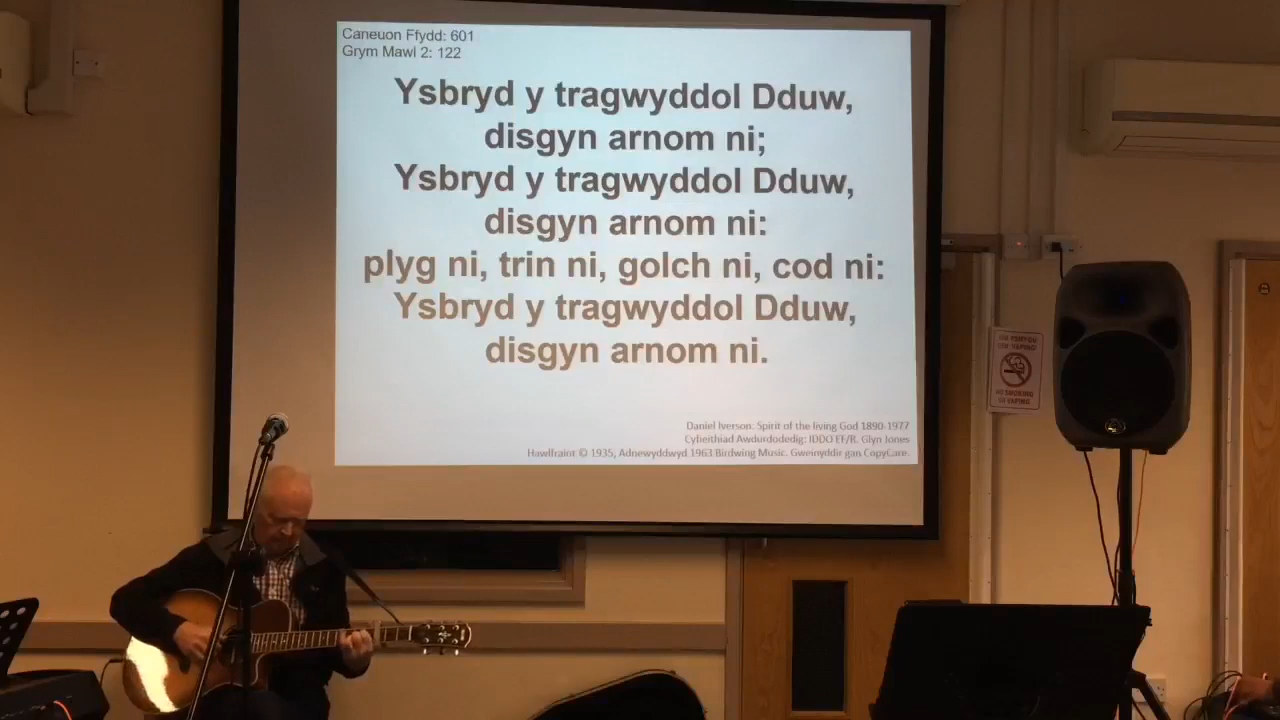 Caneuon Ffydd: 601
Grym Mawl 2: 122
Ysbryd y tragwyddol Dduw,
disgyn arnom ni;
Ysbryd y tragwyddol Dduw,
disgyn arnom ni:
plyg ni, trin ni, golch ni, cod ni:
Ysbryd y tragwyddol Dduw,
disgyn arnom ni.
Daniel Iverson: Spirit of the living God 1890-1977
Cyfieithiad Awdurdodedig: IDDO EF/R. Glyn Jones
Hawlfraint © 1935, Adnewyddwyd 1963 Birdwing Music. Gweinyddir gan CopyCare.
NO SMOKING